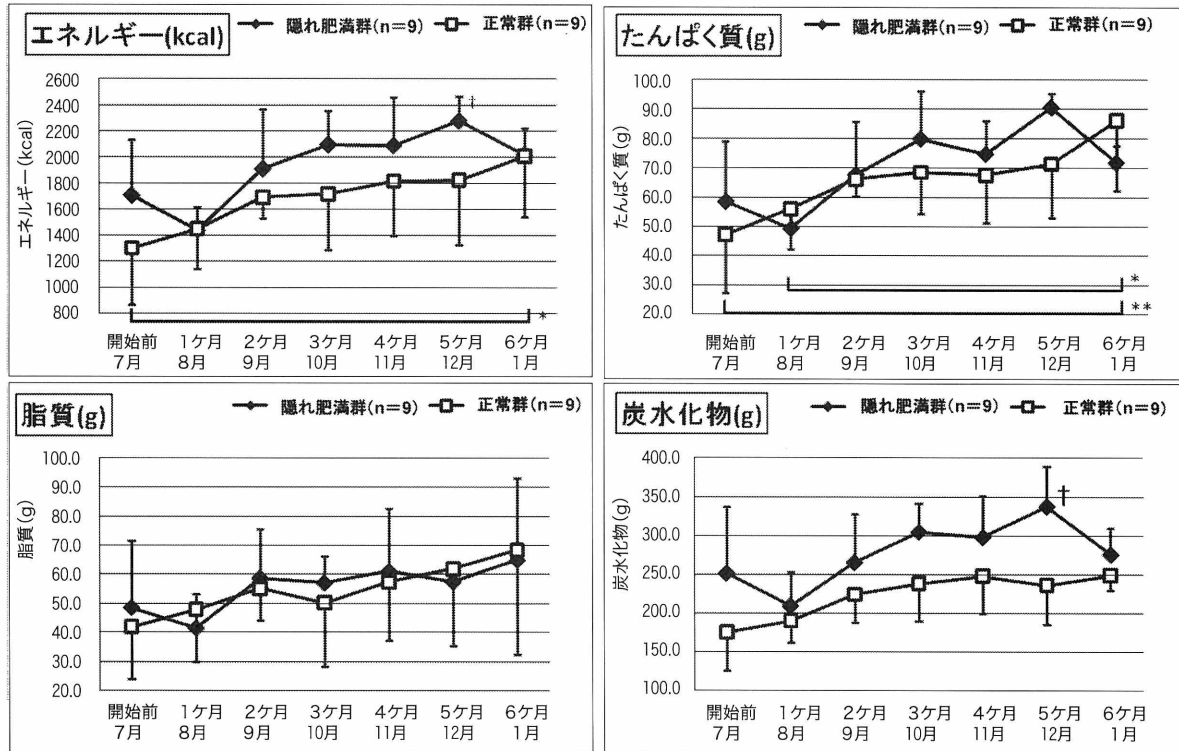 エネルギー(kcal)
隠れ肥満群(n=9) 正常群(n=9)
エネルギー(kcal)
2600
2400
2200
2000
1800
1600
1400
1200
1000
800
†
*
開始前 1ケ月 2ケ月 3ケ月 4ケ月 5ケ月 6ケ月
7月 8月 9月 10月 11月 12月 1月
たんぱく質(g)
隠れ肥満群(n=9) 正常群(n=9)
たんぱく質(g)
100.0
90.0
80.0
70.0
60.0
50.0
40.0
30.0
20.0
*
**
開始前 1ケ月 2ケ月 3ケ月 4ケ月 5ケ月 6ケ月
7月 8月 9月 10月 11月 12月 1月
脂質(g)
隠れ肥満群(n=9) 正常群(n=9)
脂質(g)
100.0
90.0
80.0
70.0
60.0
50.0
40.0
30.0
20.0
開始前 1ケ月 2ケ月 3ケ月 4ケ月 5ケ月 6ケ月
7月 8月 9月 10月 11月 12月 1月
炭水化物(g)
隠れ肥満群(n=9) 正常群(n=9)
炭水化物(g)
400.0
350.0
300.0
250.0
200.0
150.0
100.0
†
開始前 1ケ月 2ケ月 3ケ月 4ケ月 5ケ月 6ケ月
7月 8月 9月 10月 11月 12月 1月